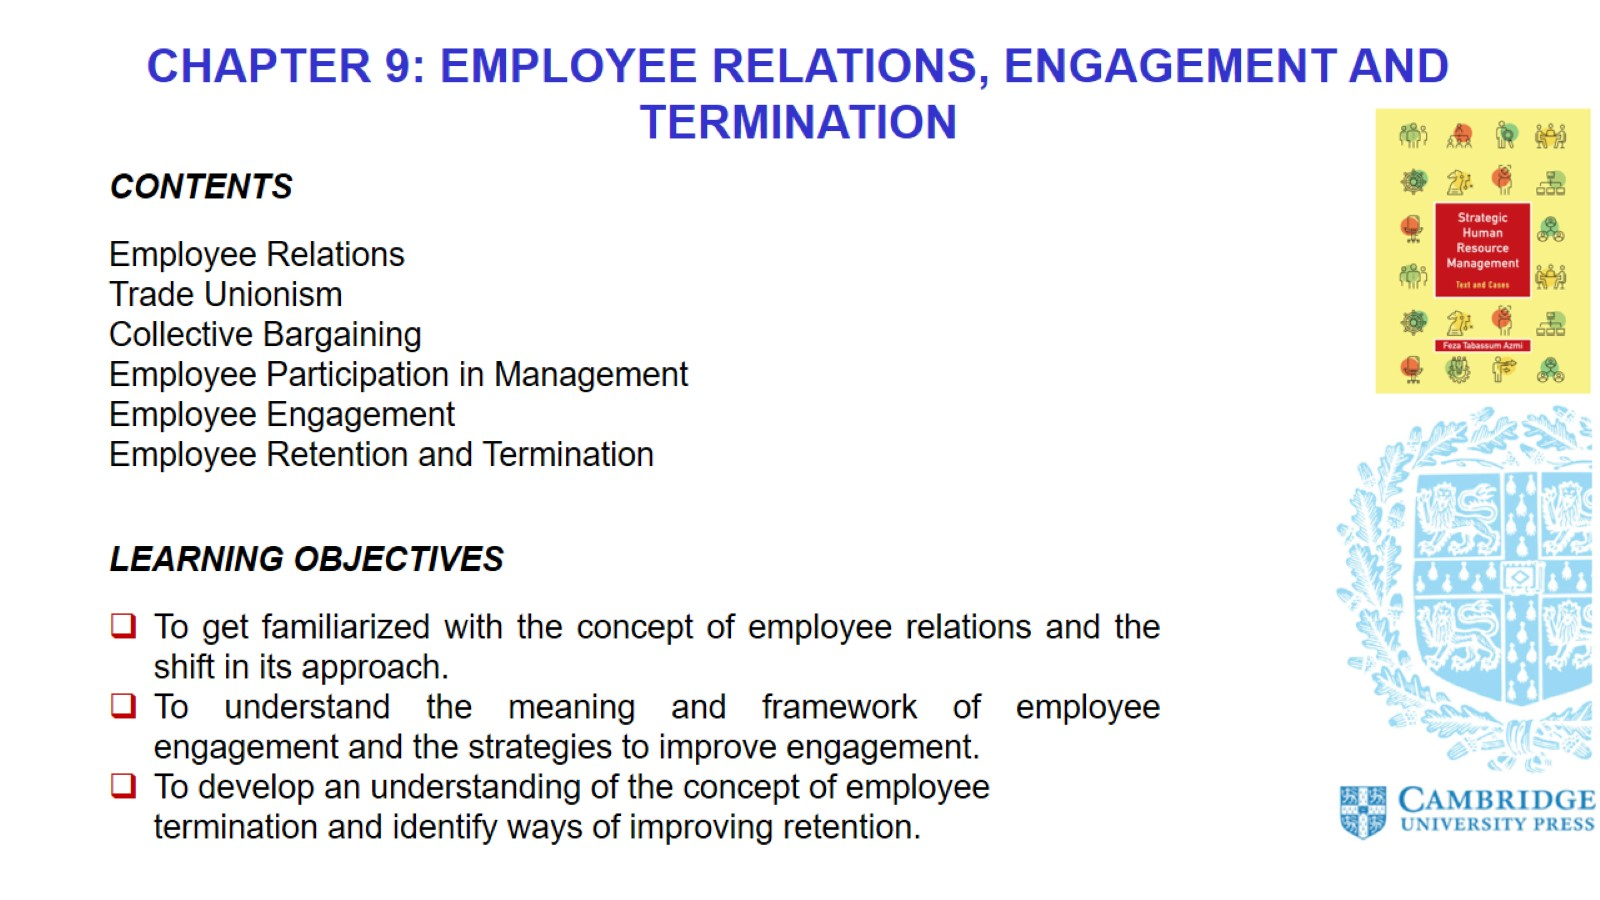 CHAPTER 9: EMPLOYEE RELATIONS, ENGAGEMENT AND
TERMINATION
CONTENTS
Employee Relations
Trade Unionism
Collective Bargaining
Employee Participation in Management
Employee Engagement
Employee Retention and Termination
LEARNING OBJECTIVES
To get familiarized with the concept of employee relations and the
shift in its approach.
To understand the meaning and framework of employee
engagement and the strategies to improve engagement.
To develop an understanding of the concept of employee
termination and identify ways of improving retention.
Strategic
Human
Resource
Management
Text and Cases
Feza Tabassum Azmi
CAMBRIDGE
UNIVERSITY PRESS